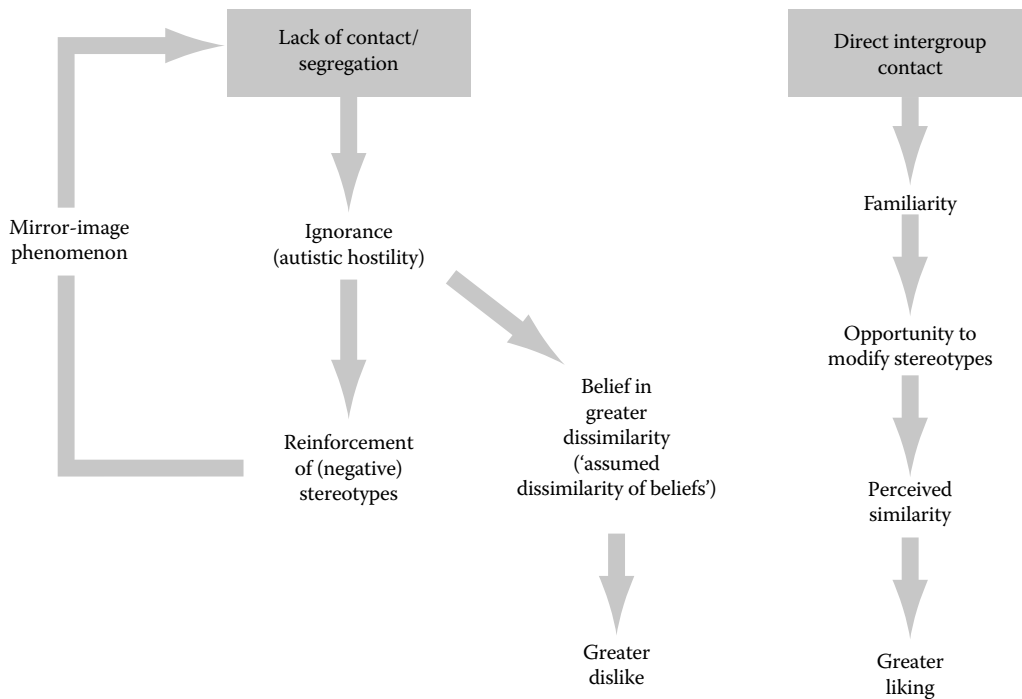 Lack of contact/
segregation
Direct intergroup
contact
Mirror-image
phenomenon
Ignorance
(autistic hostility)
Familiarity
Opportunity to
modify stereotypes
Belief in
greater
dissimilarity
(‘assumed
dissimilarity of beliefs’)
Reinforcement
of (negative)
stereotypes
Perceived
similarity
Greater
dislike
Greater
liking